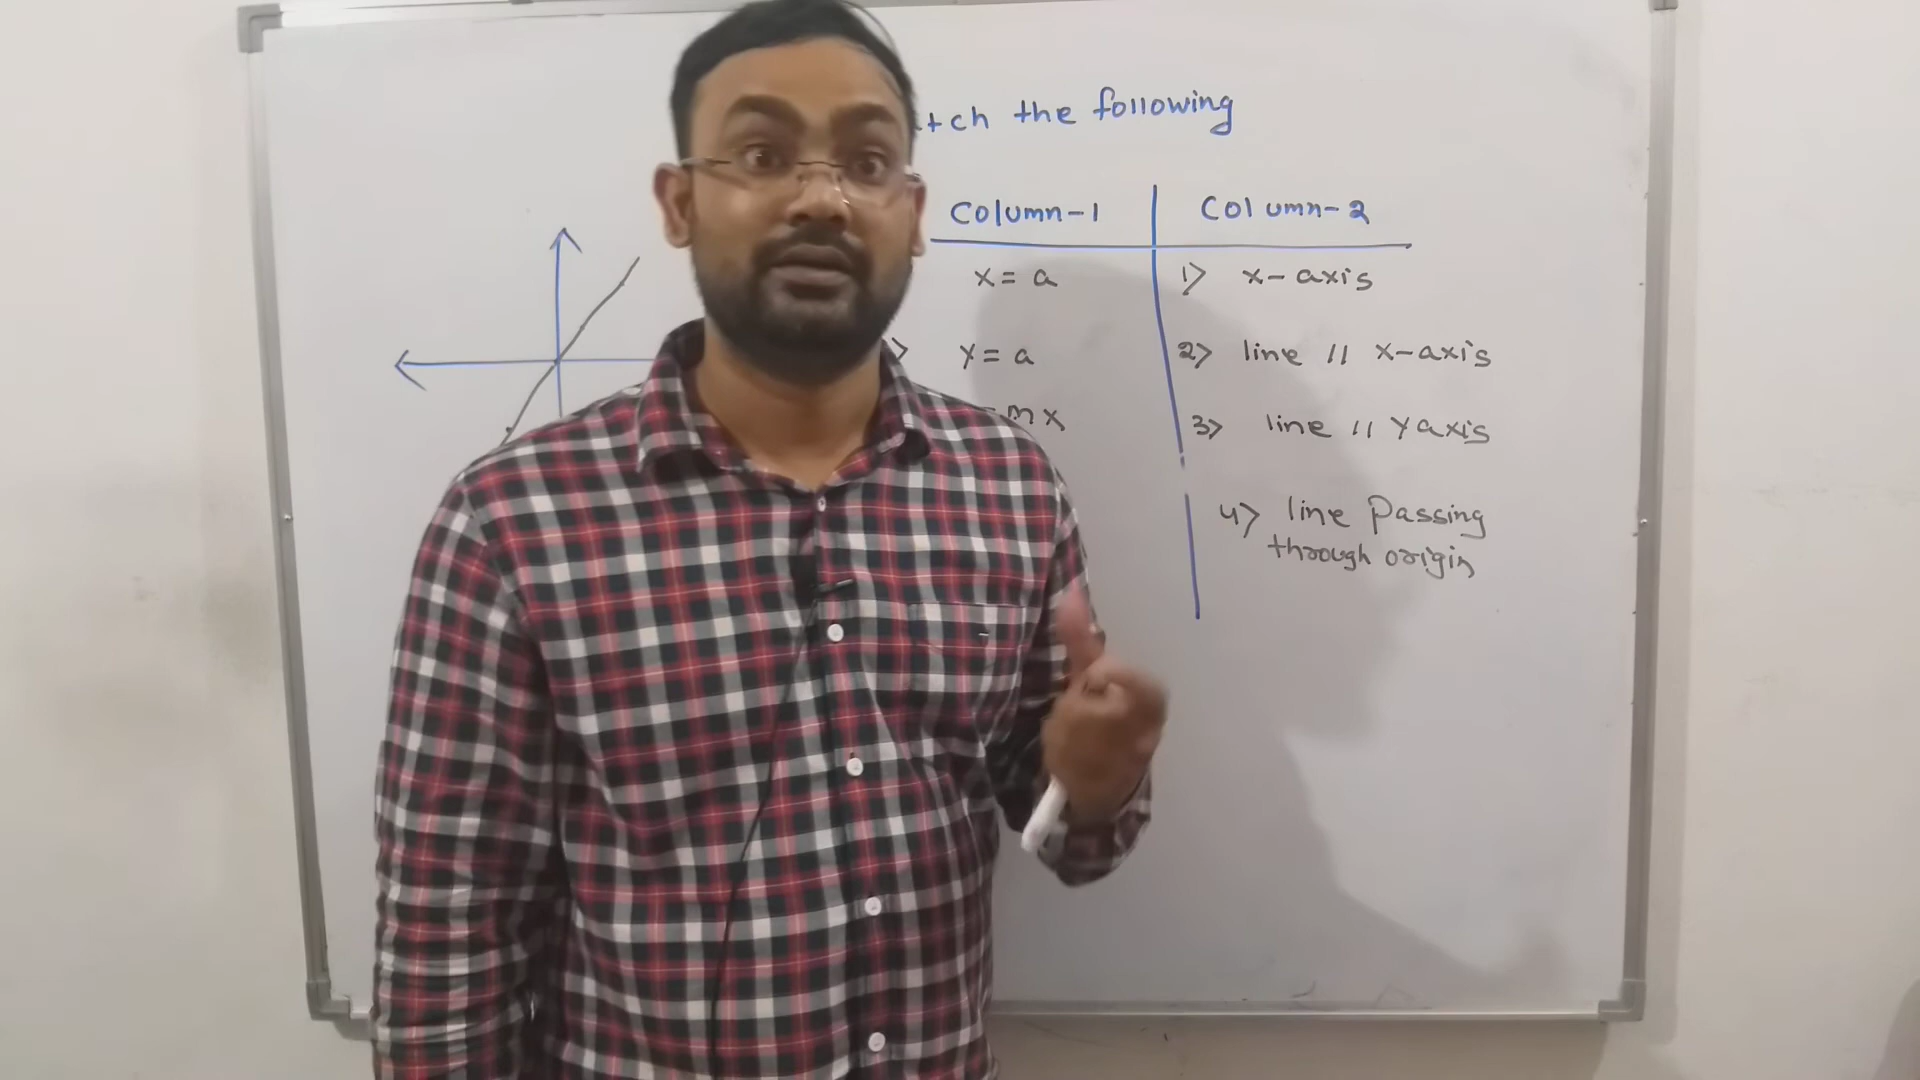 the following
Column-1 Column-2
x = a 1> x-axis
y = a 2> line // x-axis
mx 3> line // y axis
4> line Passing
through origin